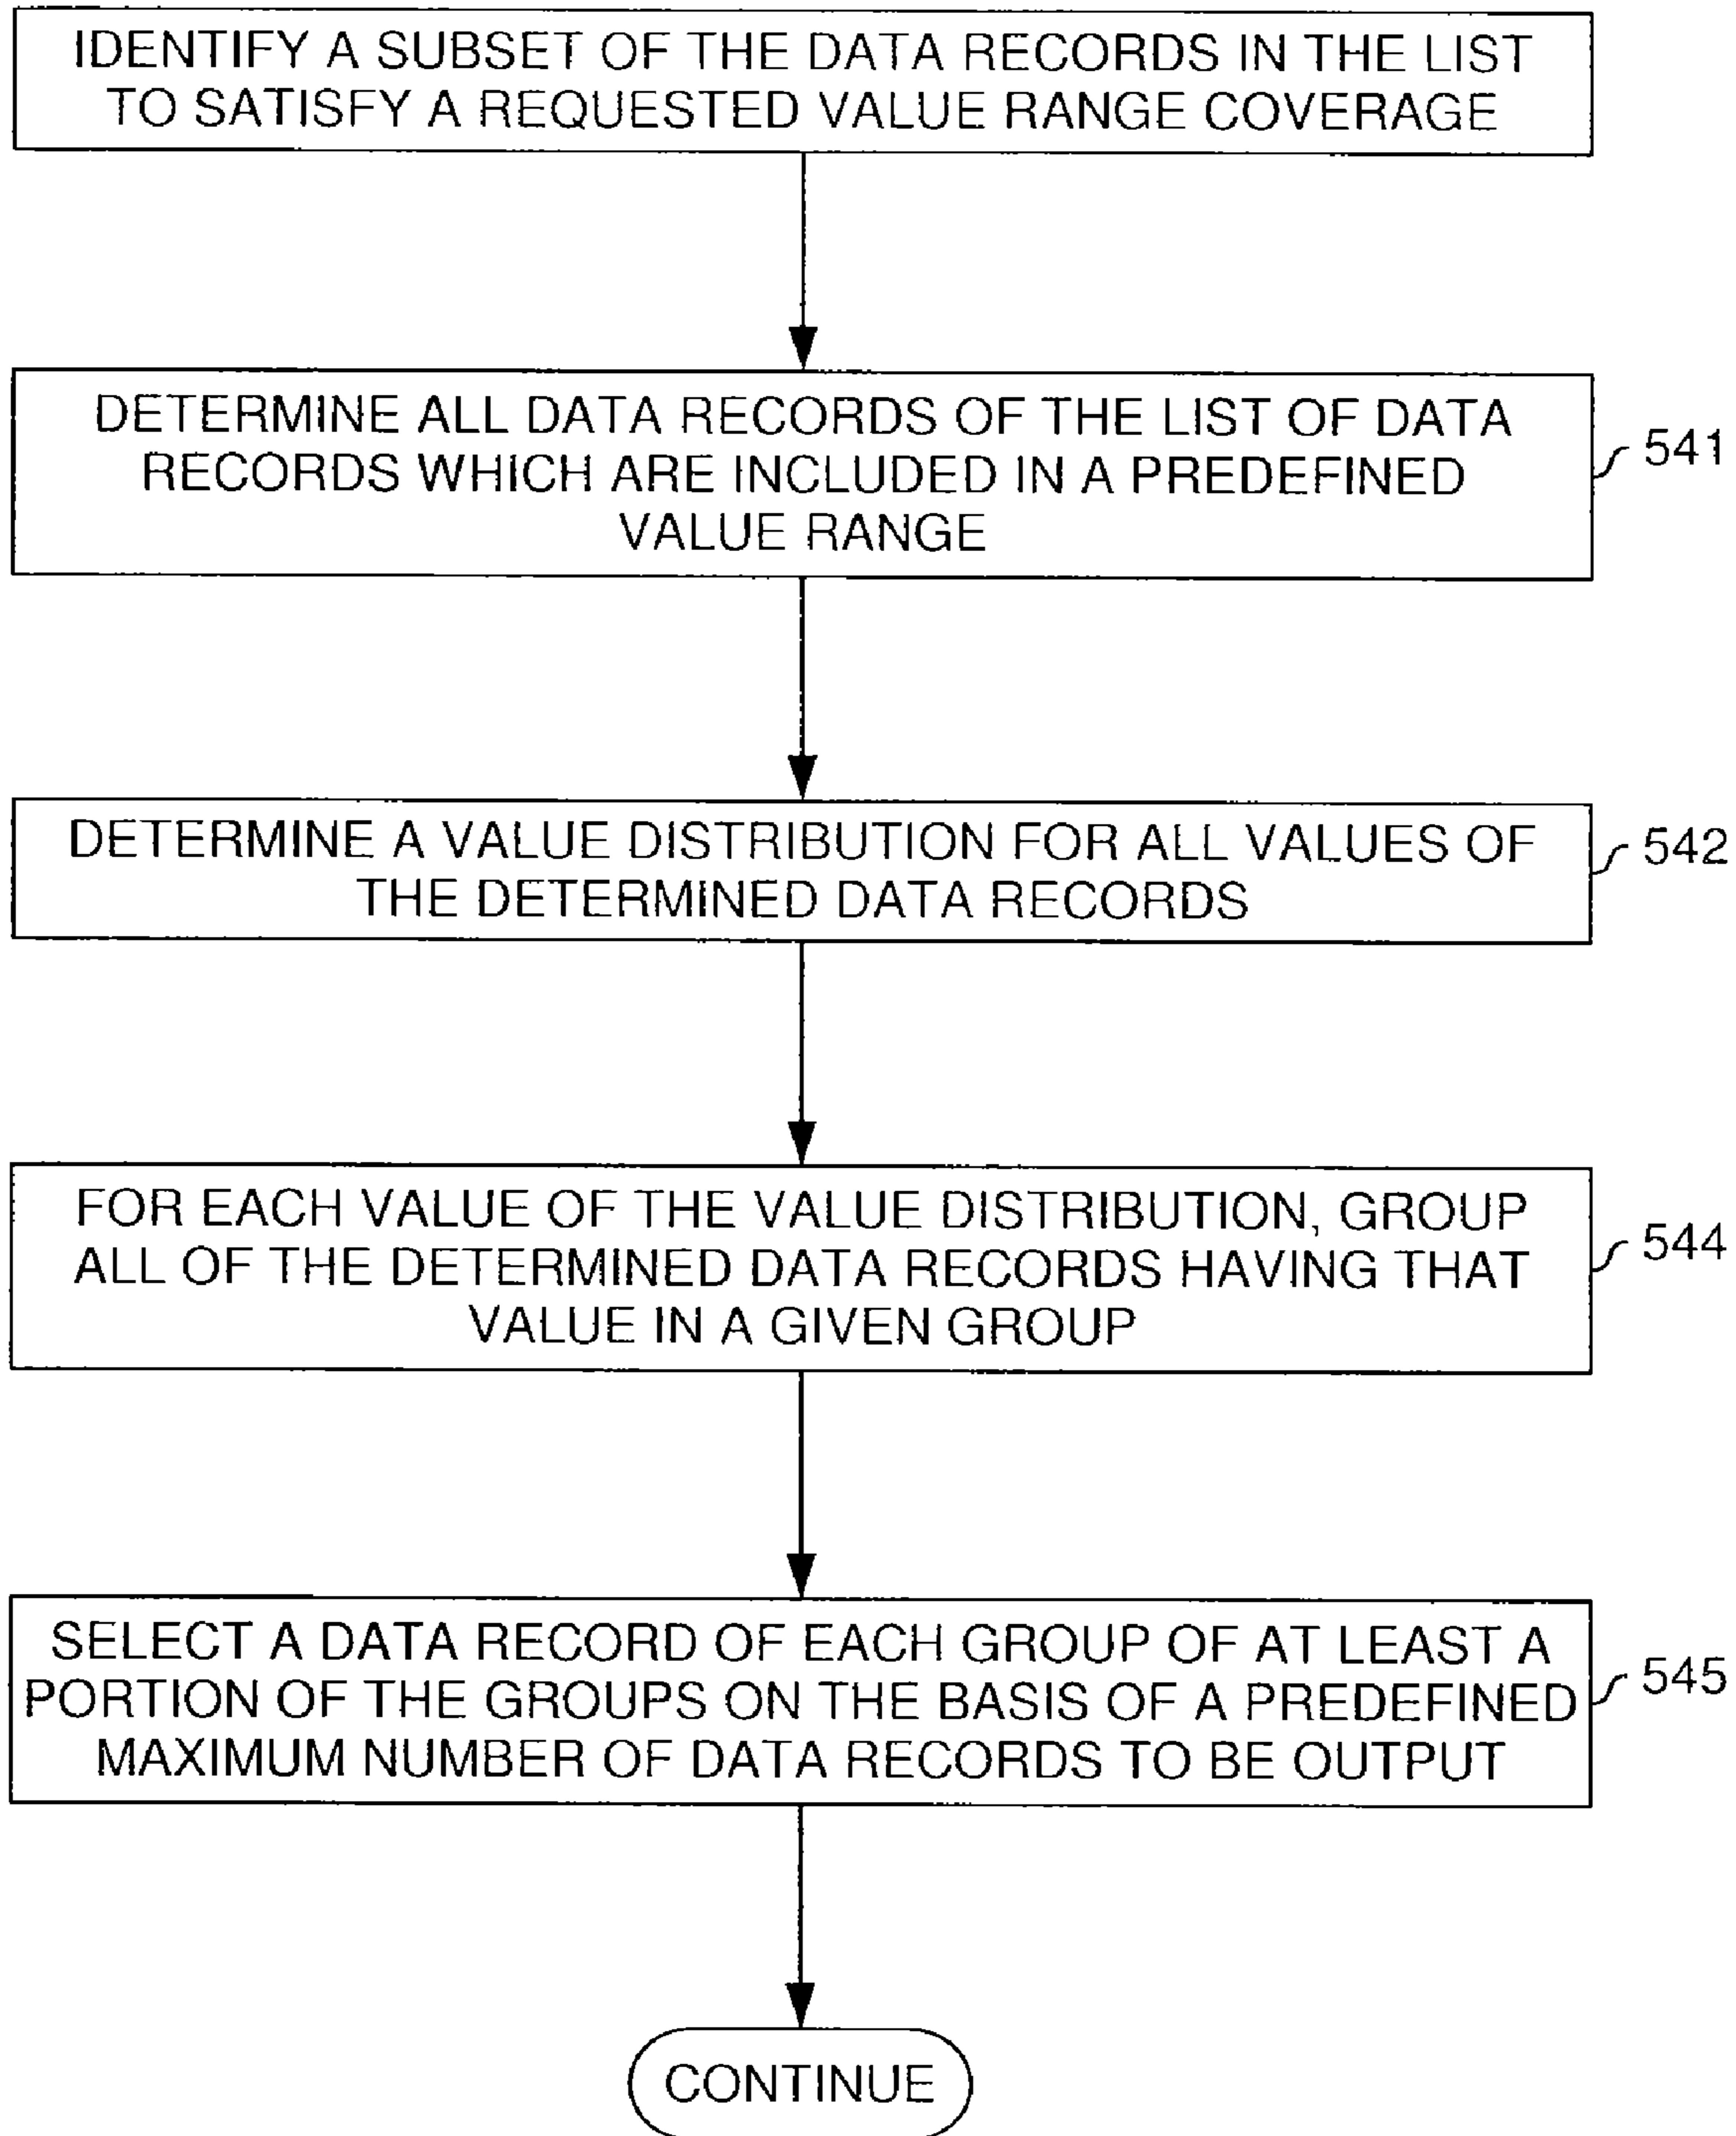 IDENTIFY A SUBSET OF THE DATA RECORDS IN THE LIST
TO SATISFY A REQUESTED VALUE RANGE COVERAGE
DETERMINE ALL DATA RECORDS OF THE LIST OF DATA
RECORDS WHICH ARE INCLUDED IN A PREDEFINED
VALUE RANGE
541
DETERMINE A VALUE DISTRIBUTION FOR ALL VALUES OF
THE DETERMINED DATA RECORDS
542
FOR EACH VALUE OF THE VALUE DISTRIBUTION, GROUP
ALL OF THE DETERMINED DATA RECORDS HAVING THAT
VALUE IN A GIVEN GROUP
544
SELECT A DATA RECORD OF EACH GROUP OF AT LEAST A
PORTION OF THE GROUPS ON THE BASIS OF A PREDEFINED
MAXIMUM NUMBER OF DATA RECORDS TO BE OUTPUT
545
CONTINUE